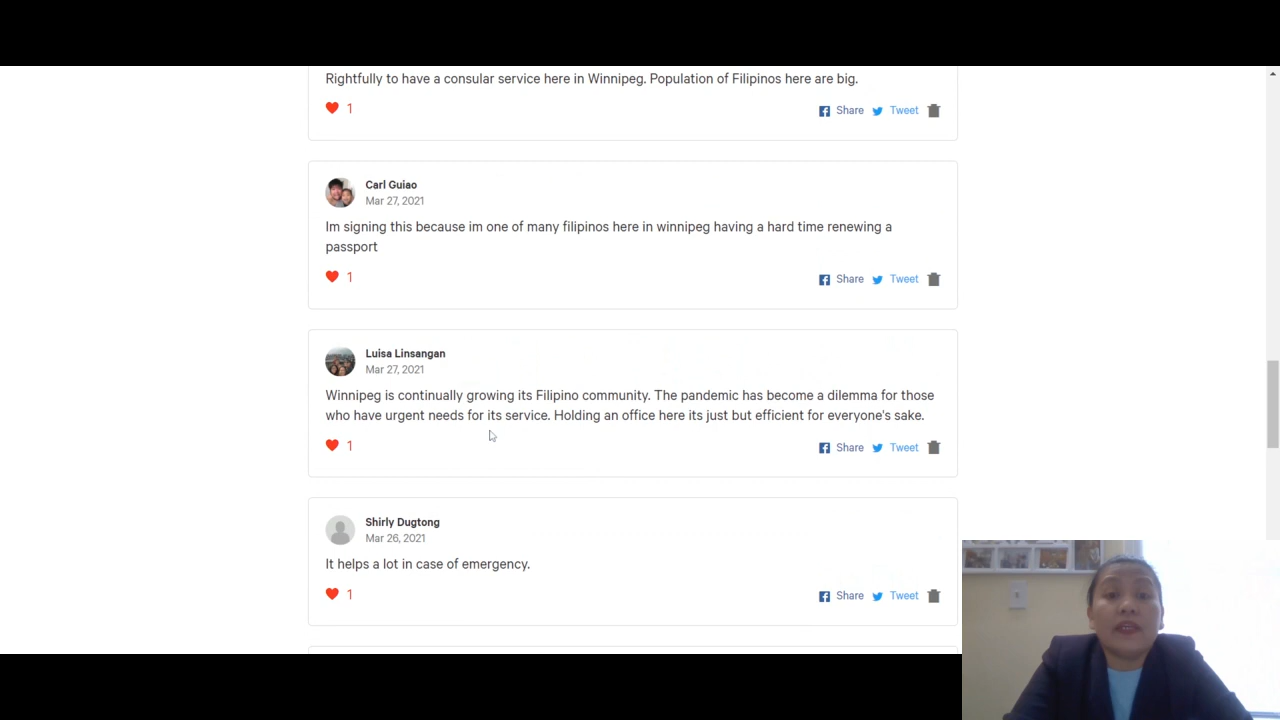 Rightfully to have a consular service here in Winnipeg. Population of Filipinos here are big.
1
Share Tweet
Carl Guiao
Mar 27, 2021
Im signing this because im one of many filipinos here in winnipeg having a hard time renewing a
passport
1
Share Tweet
Luisa Linsangan
Mar 27, 2021
Winnipeg is continually growing its Filipino community. The pandemic has become a dilemma for those
who have urgent needs for its service. Holding an office here its just but efficient for everyone's sake.
1
Share Tweet
Shirly Dugtong
Mar 26, 2021
It helps a lot in case of emergency.
1
Share Tweet